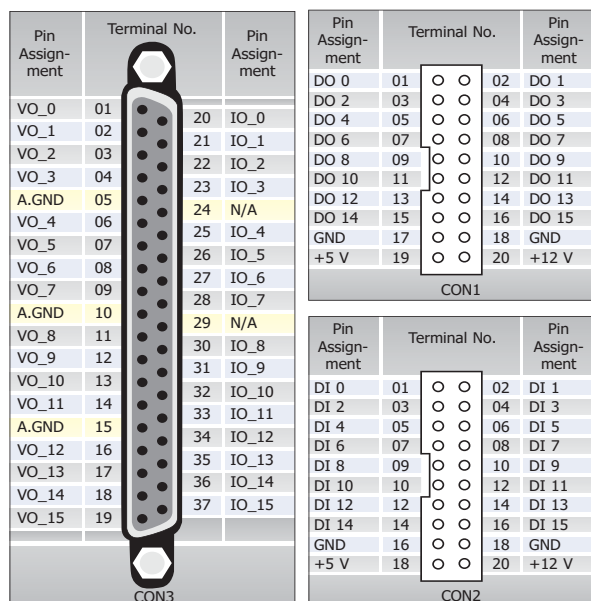 Pin Assign-ment Terminal No. Pin Assign-ment
VO_0 01 20 IO_0
VO_1 02 21 IO_1
VO_2 03 22 IO_2
VO_3 04 23 IO_3
A.GND 05 24 N/A
VO_4 06 25 IO_4
VO_5 07 26 IO_5
VO_6 08 27 IO_6
VO_7 09 28 IO_7
A.GND 10 29 N/A
VO_8 11 30 IO_8
VO_9 12 31 IO_9
VO_10 13 32 IO_10
VO_11 14 33 IO_11
A.GND 15 34 IO_12
VO_12 16 35 IO_13
VO_13 17 36 IO_14
VO_14 18 37 IO_15
VO_15 19
CON3
Pin Assign-ment Terminal No. Pin Assign-ment
DO 0 01 02 DO 1
DO 2 03 04 DO 3
DO 4 05 06 DO 5
DO 6 07 08 DO 7
DO 8 09 10 DO 9
DO 10 11 12 DO 11
DO 12 13 14 DO 13
DO 14 15 16 DO 15
GND 17 18 GND
+5 V 19 20 +12 V
CON1
Pin Assign-ment Terminal No. Pin Assign-ment
DI 0 01 02 DI 1
DI 2 03 04 DI 3
DI 4 05 06 DI 5
DI 6 07 08 DI 7
DI 8 09 10 DI 9
DI 10 10 12 DI 11
DI 12 12 14 DI 13
DI 14 14 16 DI 15
GND 16 18 GND
+5 V 18 20 +12 V
CON2